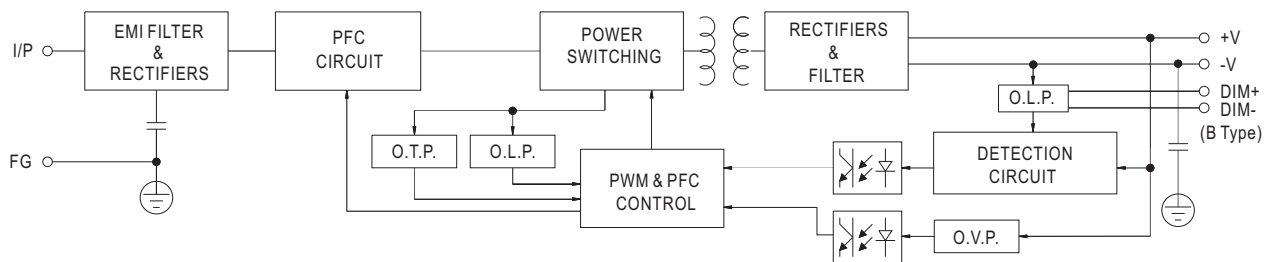 I/P
EMI FILTER
&
RECTIFIERS
PFC
CIRCUIT
POWER
SWITCHING
RECTIFIERS
&
FILTER
+V
-V
O.L.P.
DIM+
DIM-
(B Type)
FG
O.T.P.
O.L.P.
PWM & PFC
CONTROL
DETECTION
CIRCUIT
O.V.P.